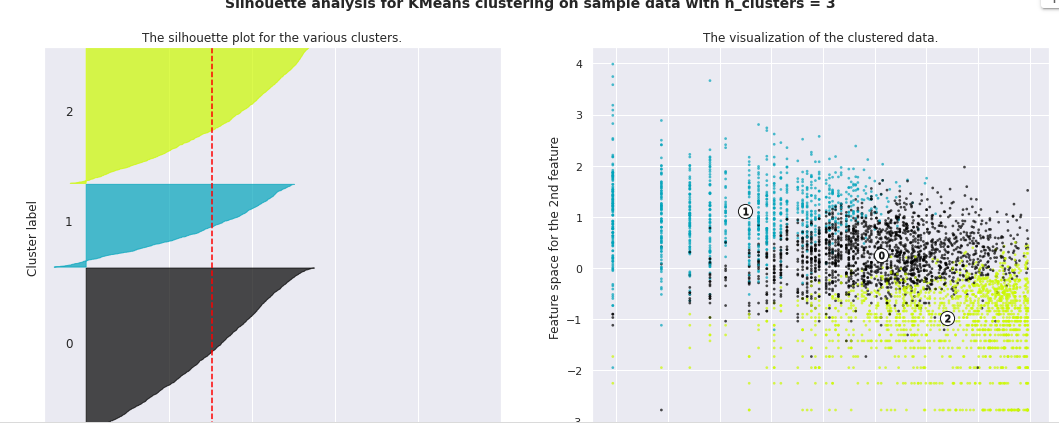 Silhouette analysis for KMeans clustering on sample data with n_clusters = 3
The silhouette plot for the various clusters.
Cluster label
2
1
0
The visualization of the clustered data.
Feature space for the 2nd feature
4
3
2
1
0
−1
−2
1
0
2